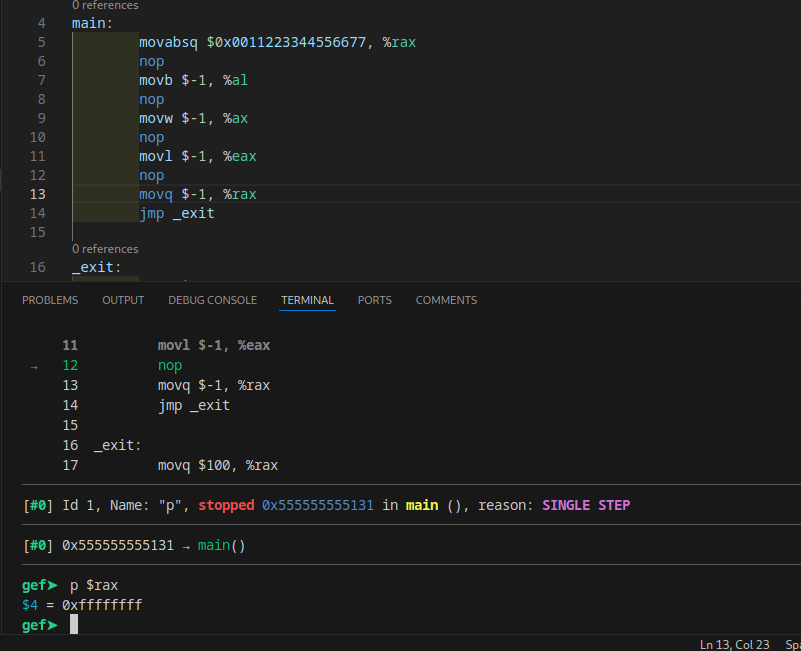 0 references
4 main:
5 movabsq $0x0011223344556677, %rax
6 nop
7 movb $-1, %al
8 nop
9 movw $-1, %ax
10 nop
11 movl $-1, %eax
12 nop
13 movq $-1, %rax
14 jmp _exit
15
0 references
16 _exit:
PROBLEMS OUTPUT DEBUG CONSOLE TERMINAL PORTS COMMENTS
11 movl $-1, %eax
→ 12 nop
13 movq $-1, %rax
14 jmp _exit
15
16 _exit:
17 movq $100, %rax
[#0] Id 1, Name: "p", stopped 0x555555555131 in main (), reason: SINGLE STEP
[#0] 0x555555555131 → main()
gef➤ p $rax
$4 = 0xffffffff
gef➤
Ln 13, Col 23